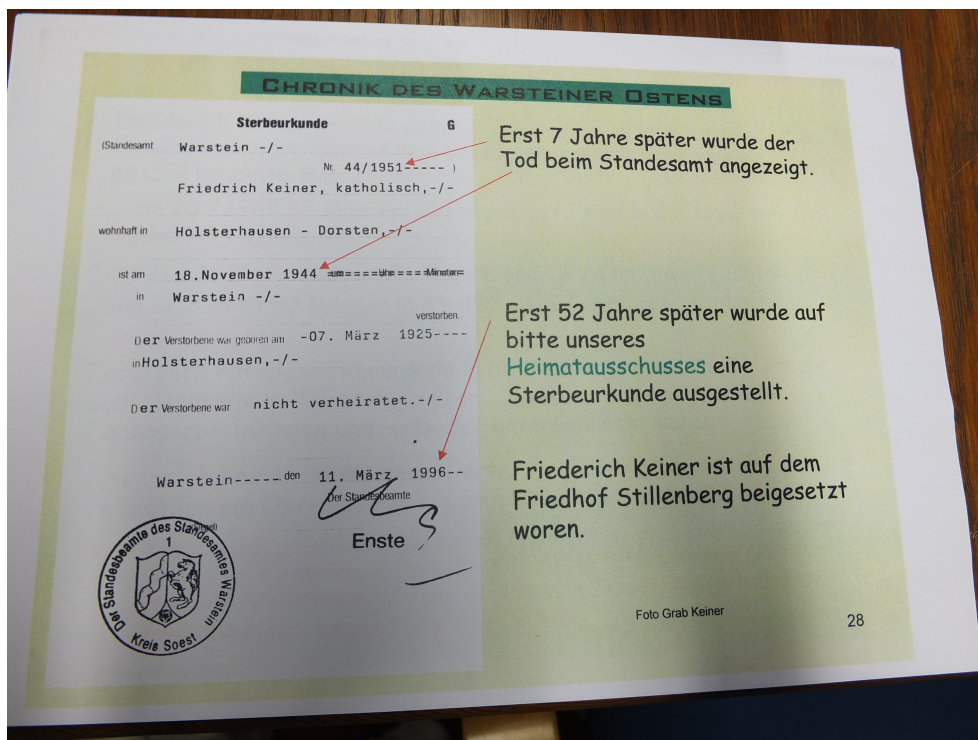 CHRONIK DES WARSTEINER OSTENS
Sterbeurkunde G
(Standesamt Warstein -/-
Nr. 44/1951----- )
Friedrich Keiner, katholisch,-/-
wohnhaft in Holsterhausen - Dorsten,-/-
ist am 18.November 1944 =um====Uhr====Minuten=
in Warstein -/-
verstorben.
Der Verstorbene war geboren am -07. März 1925----
in Holsterhausen,-/-
Der Verstorbene war nicht verheiratet.-/-
Warstein----- den 11. März 1996--
Der Standesbeamte
(Siegel)
Enste
Der Standesbeamte des Standesamtes Warstein
1
Kreis Soest
Erst 7 Jahre später wurde der
Tod beim Standesamt angezeigt.
Erst 52 Jahre später wurde auf
bitte unseres
Heimatausschusses eine
Sterbeurkunde ausgestellt.
Friederich Keiner ist auf dem
Friedhof Stillenberg beigesetzt
woren.
Foto Grab Keiner
28